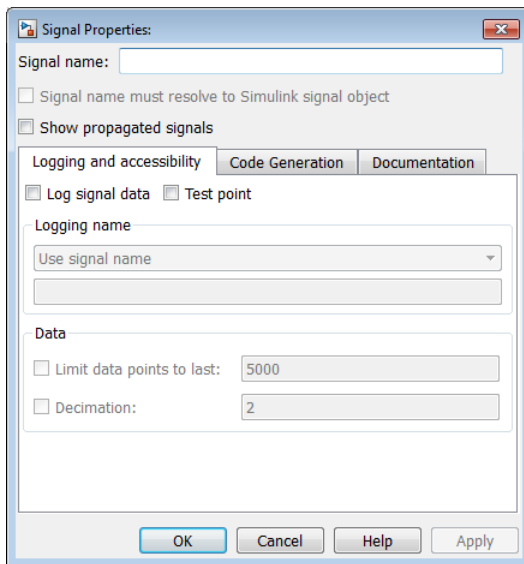 Signal Properties:
Signal name:
Signal name must resolve to Simulink signal object
Show propagated signals
Logging and accessibility Code Generation Documentation
Log signal data Test point
Logging name
Use signal name
Data
Limit data points to last: 5000
Decimation: 2
OK Cancel Help Apply